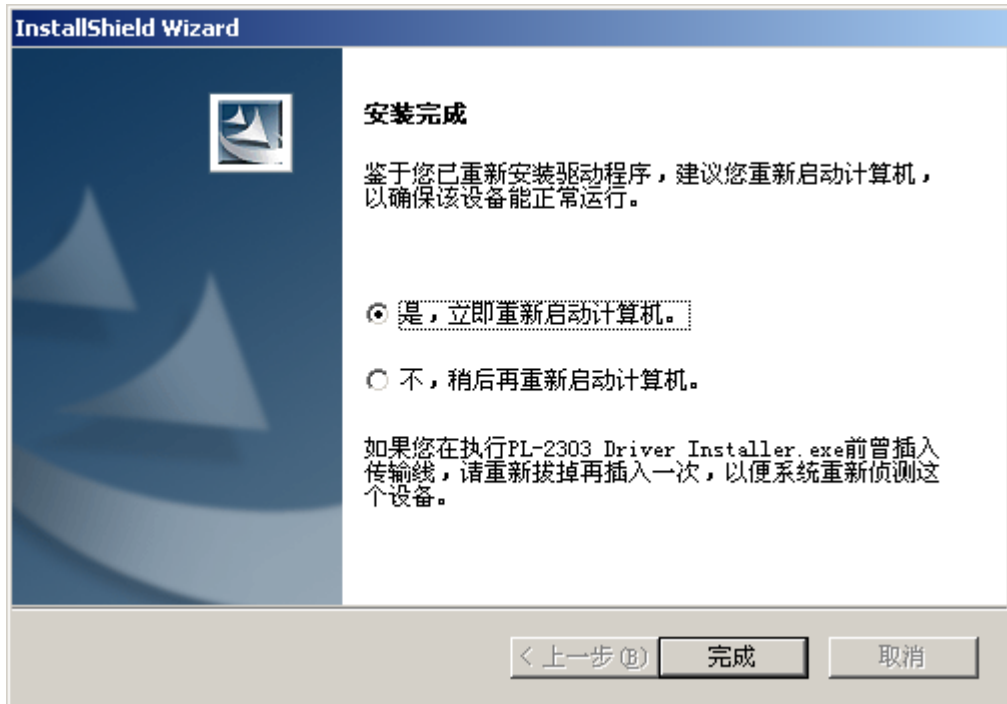 InstallShield Wizard
安装完成
鉴于您已重新安装驱动程序，建议您重新启动计算机，
以确保该设备能正常运行。
是，立即重新启动计算机。
不，稍后再重新启动计算机。
如果您在执行PL-2303 Driver Installer.exe前曾插入
传输线，请重新拔掉再插入一次，以便系统重新侦测这
个设备。
< 上一步(B) 完成 取消